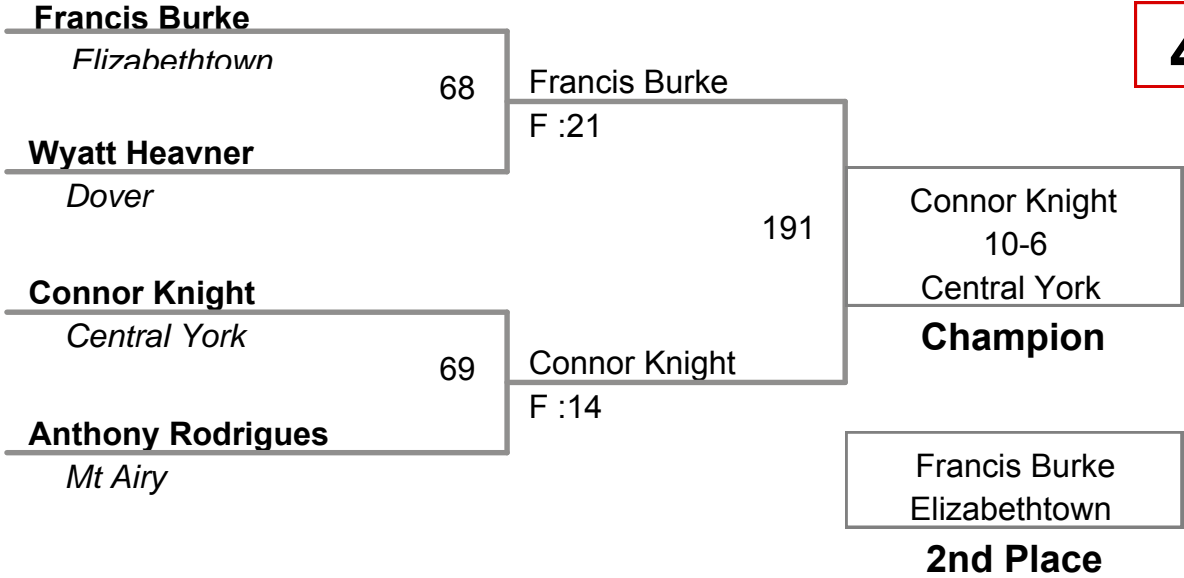 Francis Burke
Elizabethtown
68
Francis Burke
F :21
Wyatt Heavner
Dover
191
Connor Knight
10-6
Central York
Champion
Connor Knight
Central York
69
Connor Knight
F :14
Anthony Rodrigues
Mt Airy
Francis Burke
Elizabethtown
2nd Place